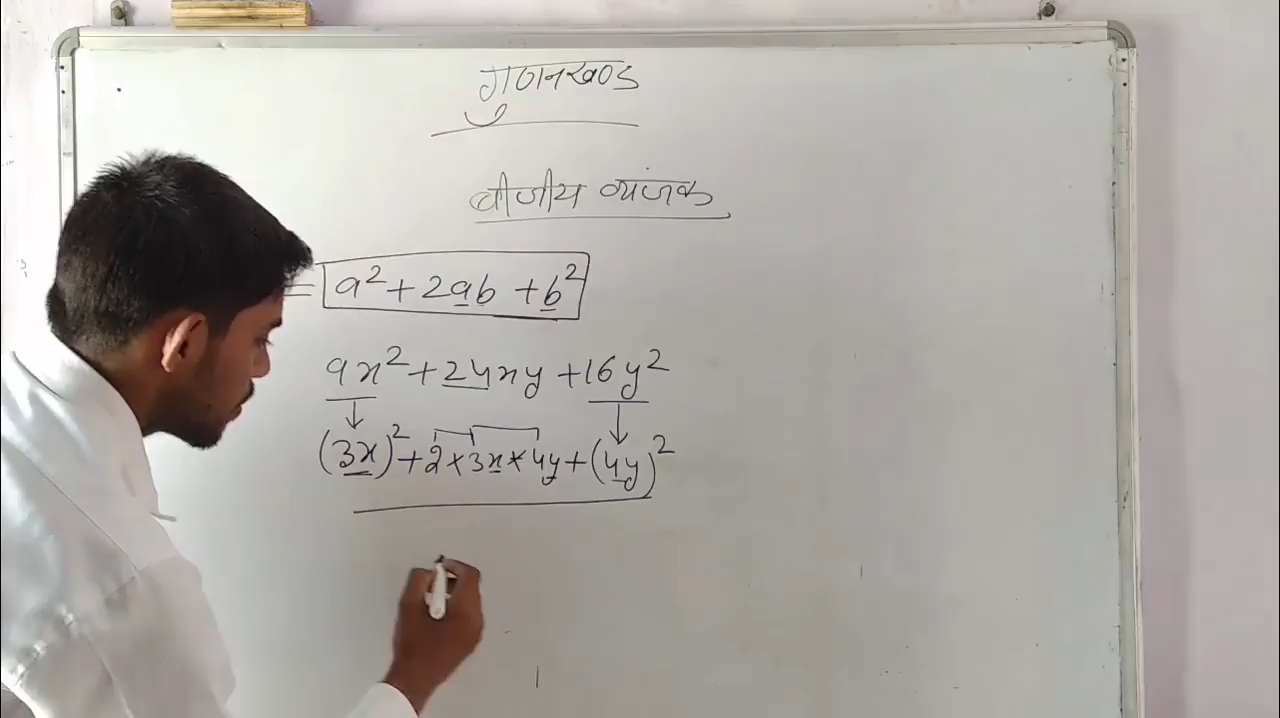 गुणनखण्ड
बीजीय व्यंजक
= a² + 2ab + b²
9x² + 24xy + 16y²
(3x)² + 2 × 3x × 4y + (4y)²